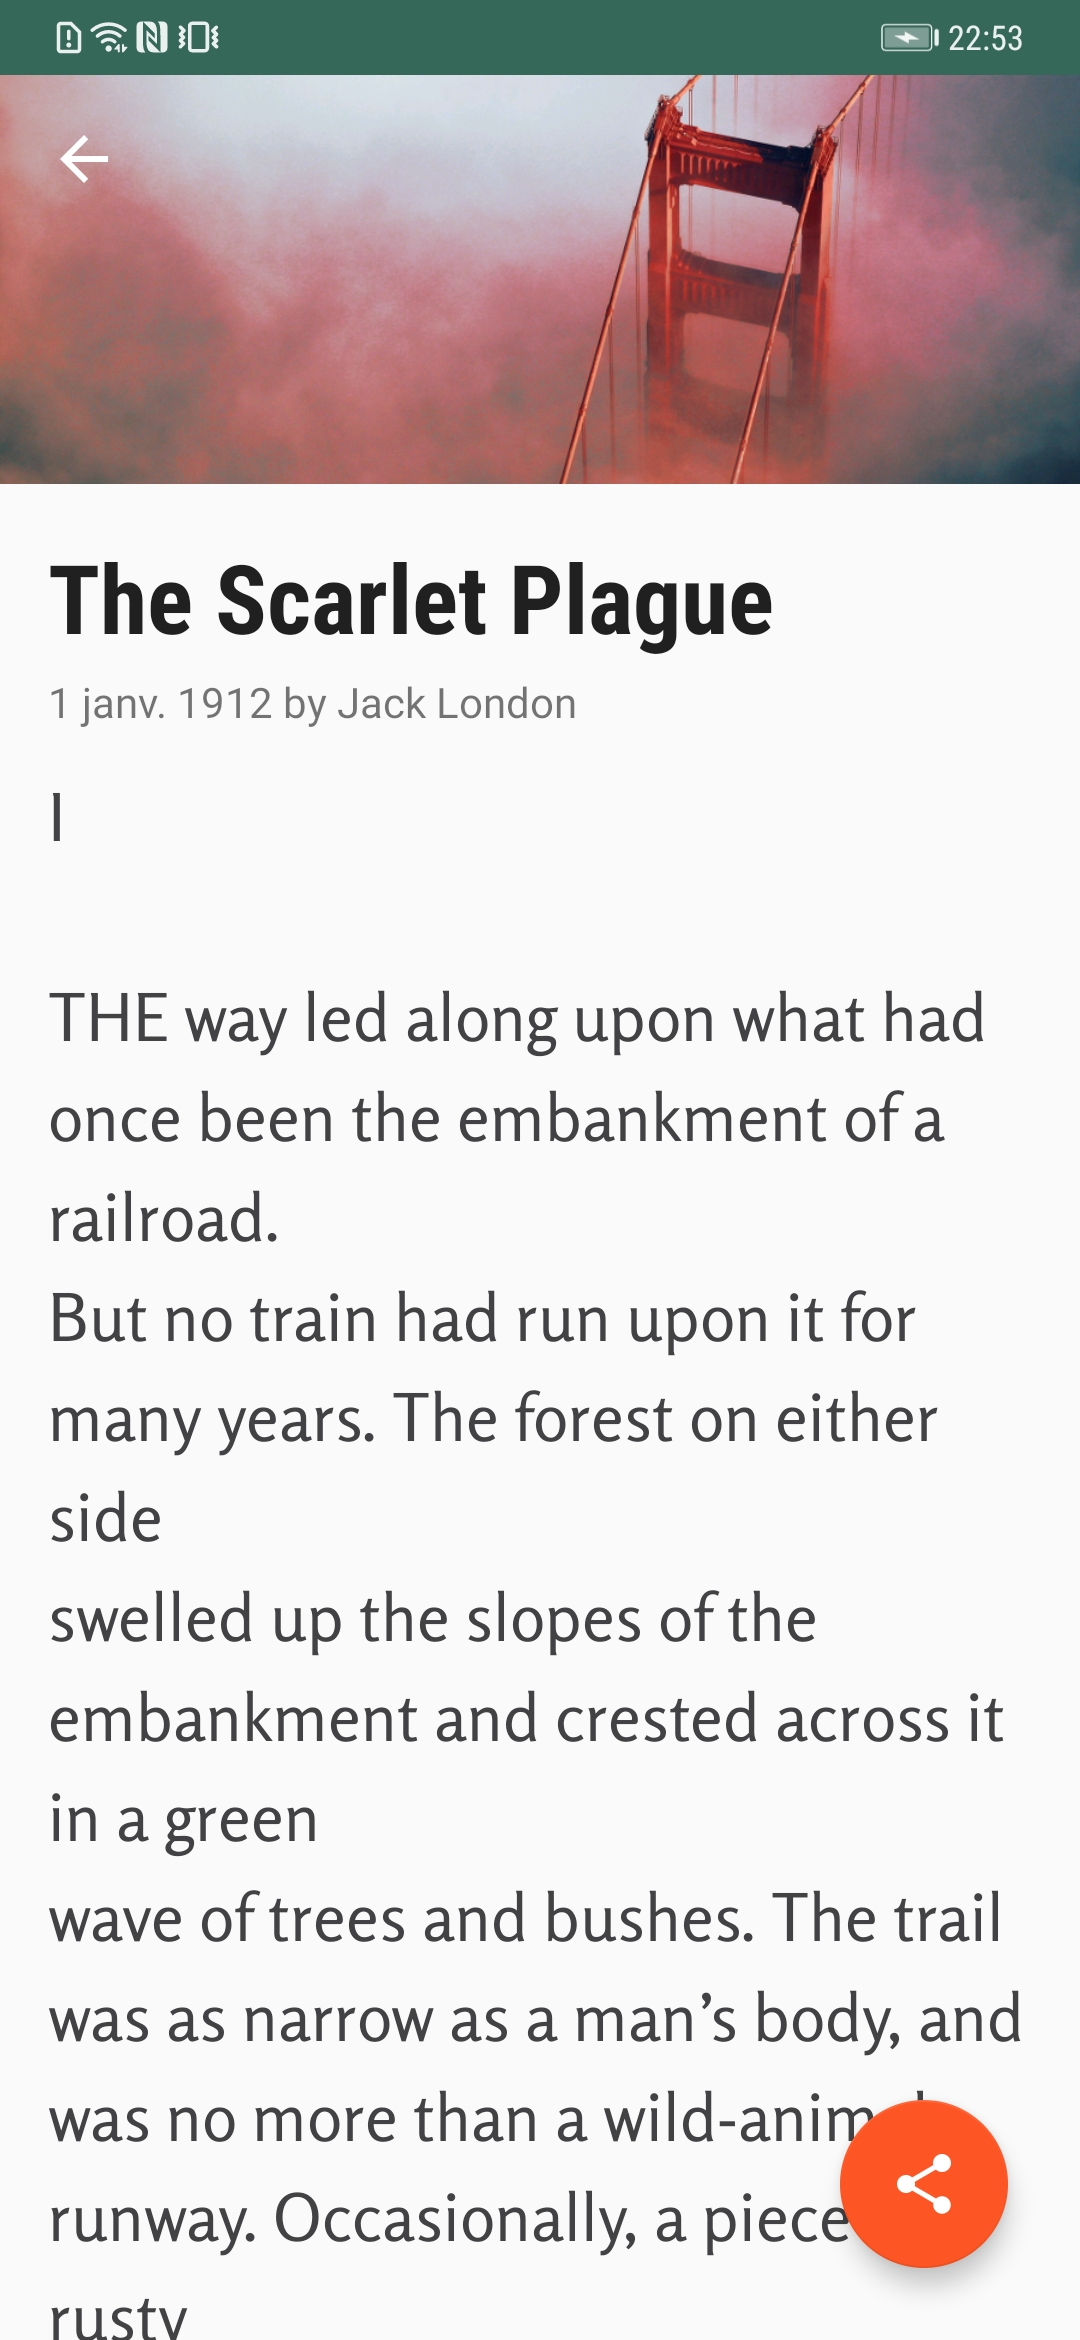 22:53
The Scarlet Plague
1 janv. 1912 by Jack London
I
THE way led along upon what had
once been the embankment of a
railroad.
But no train had run upon it for
many years. The forest on either
side
swelled up the slopes of the
embankment and crested across it
in a green
wave of trees and bushes. The trail
was as narrow as a man’s body, and
was no more than a wild-animal
runway. Occasionally, a piece
rusty